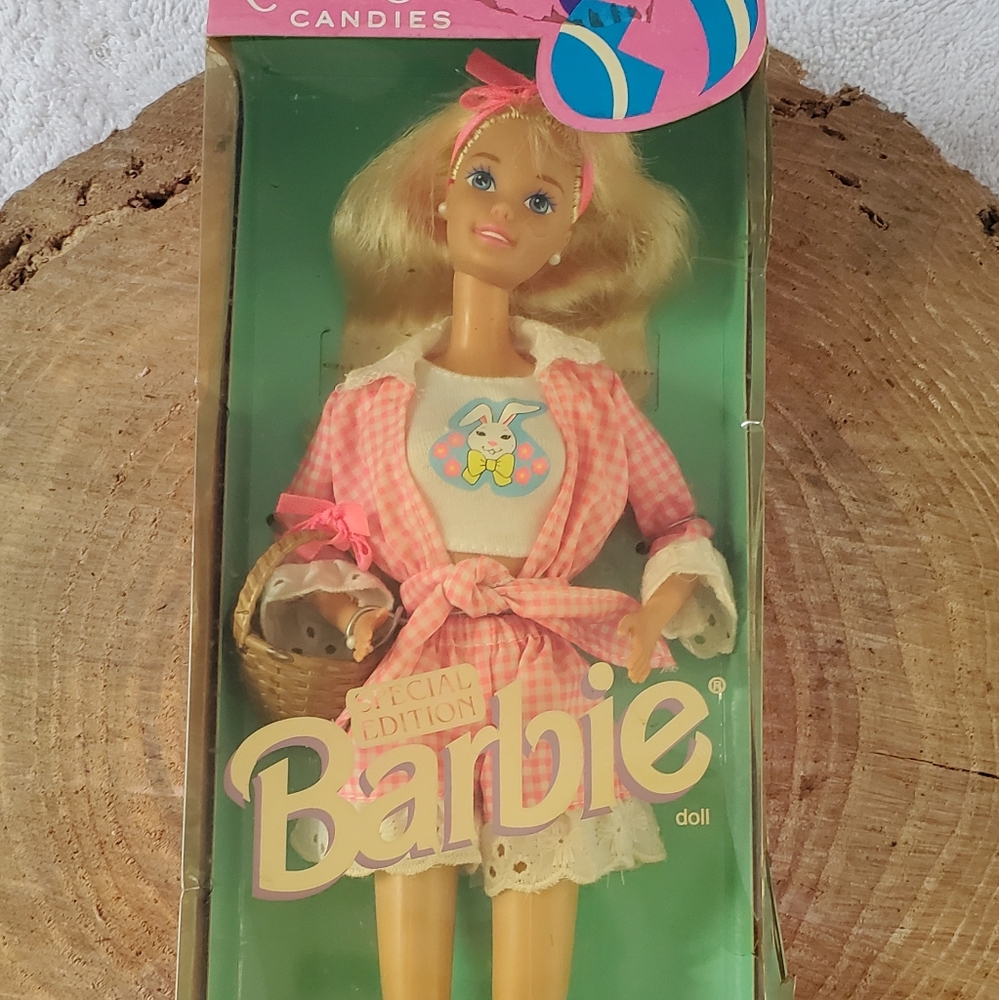 CANDIES
SPECIAL
EDITION
Barbie®
doll